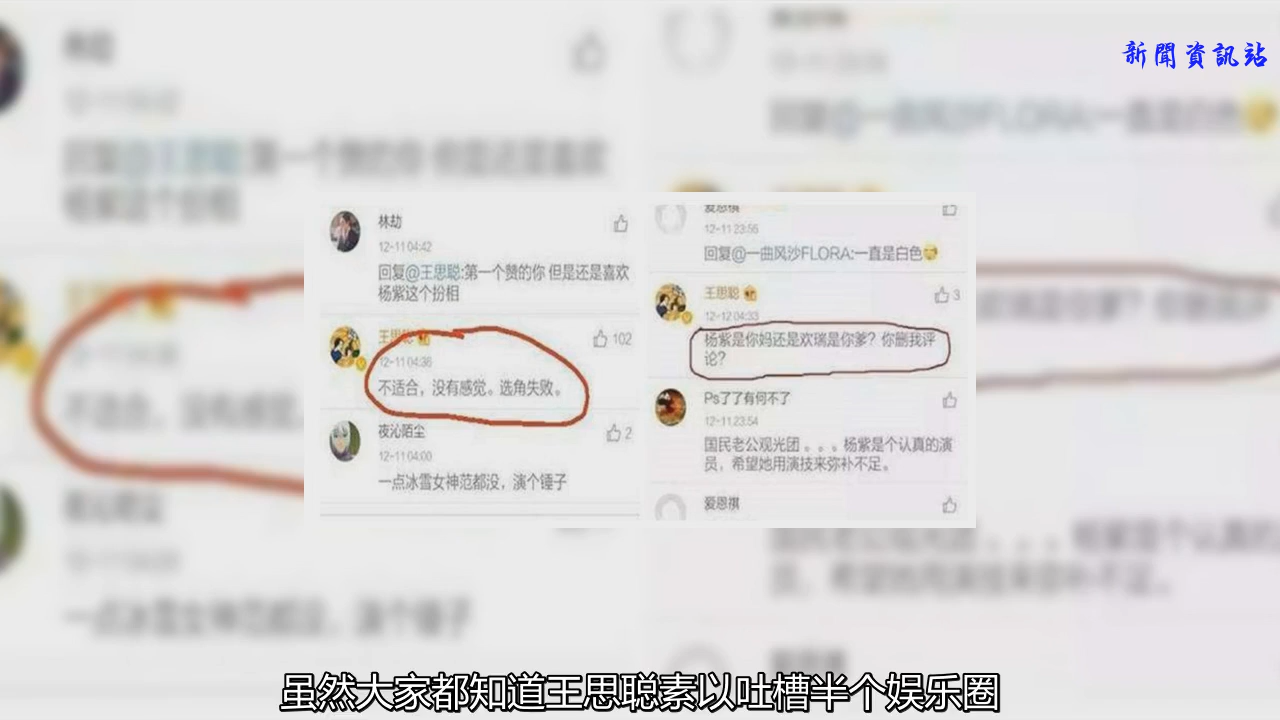 新聞資訊站
林劫
12-11 04:42
回复@王思聪:第一个赞的你 但是还是喜欢
杨紫这个扮相
王思聪
102
12-11 04:36
不适合，没有感觉。选角失败。
夜沁陌尘
2
12-11 04:00
一点冰雪女神范都没，演个锤子
爱恩祺
12-11 23:56
回复@一曲风沙FLORA:一直是白色
王思聪
3
12-12 04:33
杨紫是你妈还是欢瑞是你爹？你删我评
论？
Ps了了有何不了
12-11 23:54
国民老公观光团。。。杨紫是个认真的演
员，希望她用演技来弥补不足。
爱恩祺
虽然大家都知道王思聪素以吐槽半个娱乐圈